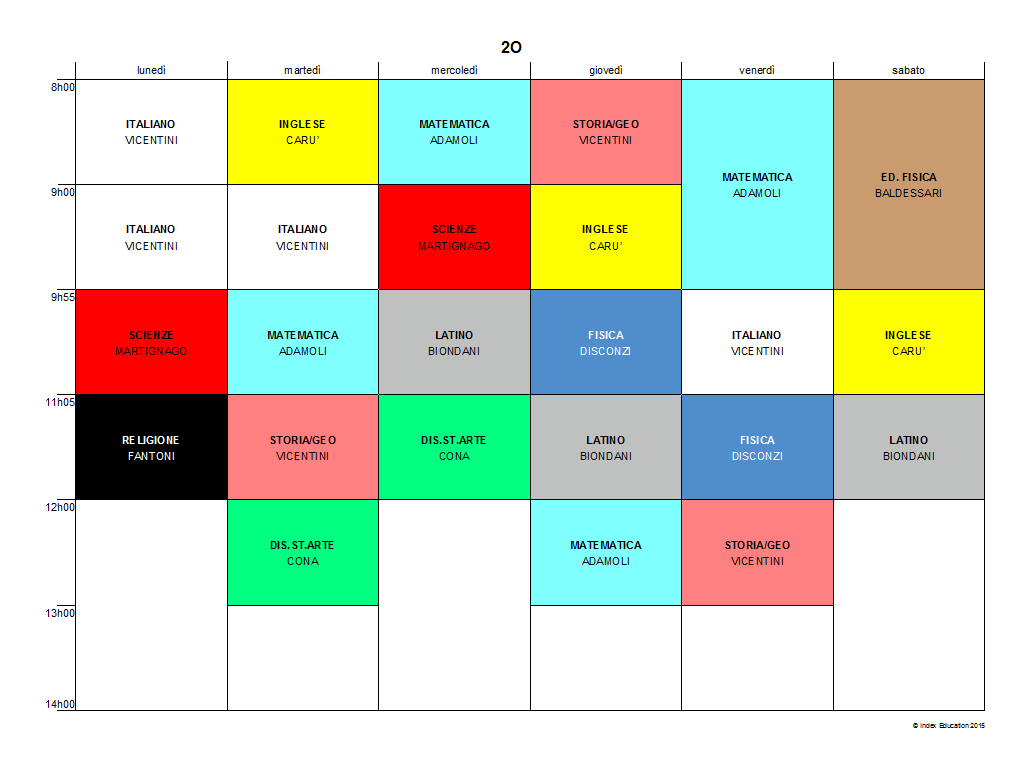 2O
lunedì martedì mercoledì giovedì venerdì sabato
8h00
ITALIANO INGLESE MATEMATICA STORIA/GEO
VICENTINI CARU' ADAMOLI VICENTINI
MATEMATICA ED. FISICA
ADAMOLI BALDESSARI
9h00
ITALIANO ITALIANO SCIENZE INGLESE
VICENTINI VICENTINI MARTIGNAGO CARU'
9h55
SCIENZE MATEMATICA LATINO FISICA ITALIANO INGLESE
MARTIGNAGO ADAMOLI BIONDANI DISCONZI VICENTINI CARU'
11h05
RELIGIONE STORIA/GEO DIS.ST.ARTE LATINO FISICA LATINO
FANTONI VICENTINI CONA BIONDANI DISCONZI BIONDANI
12h00
DIS.ST.ARTE MATEMATICA STORIA/GEO
CONA ADAMOLI VICENTINI
13h00
14h00
© Index Education 2015